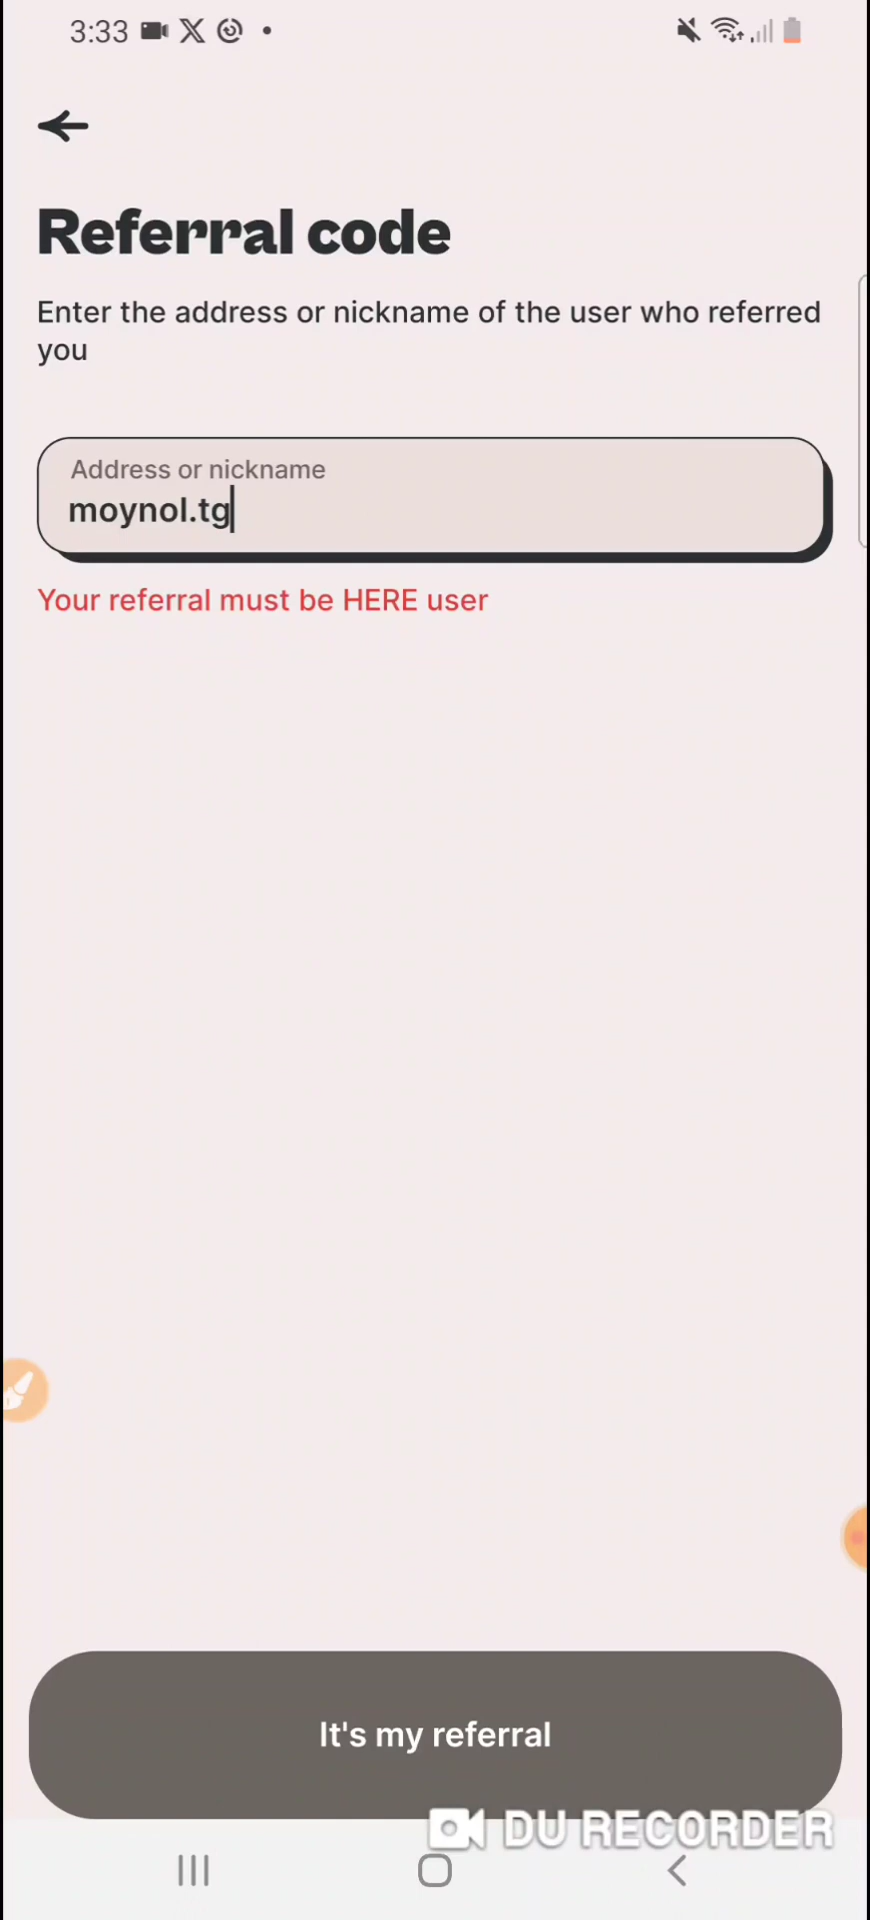 3:33
Referral code
Enter the address or nickname of the user who referred
you
Address or nickname
moynol.tg
Your referral must be HERE user
It's my referral
DU RECORDER